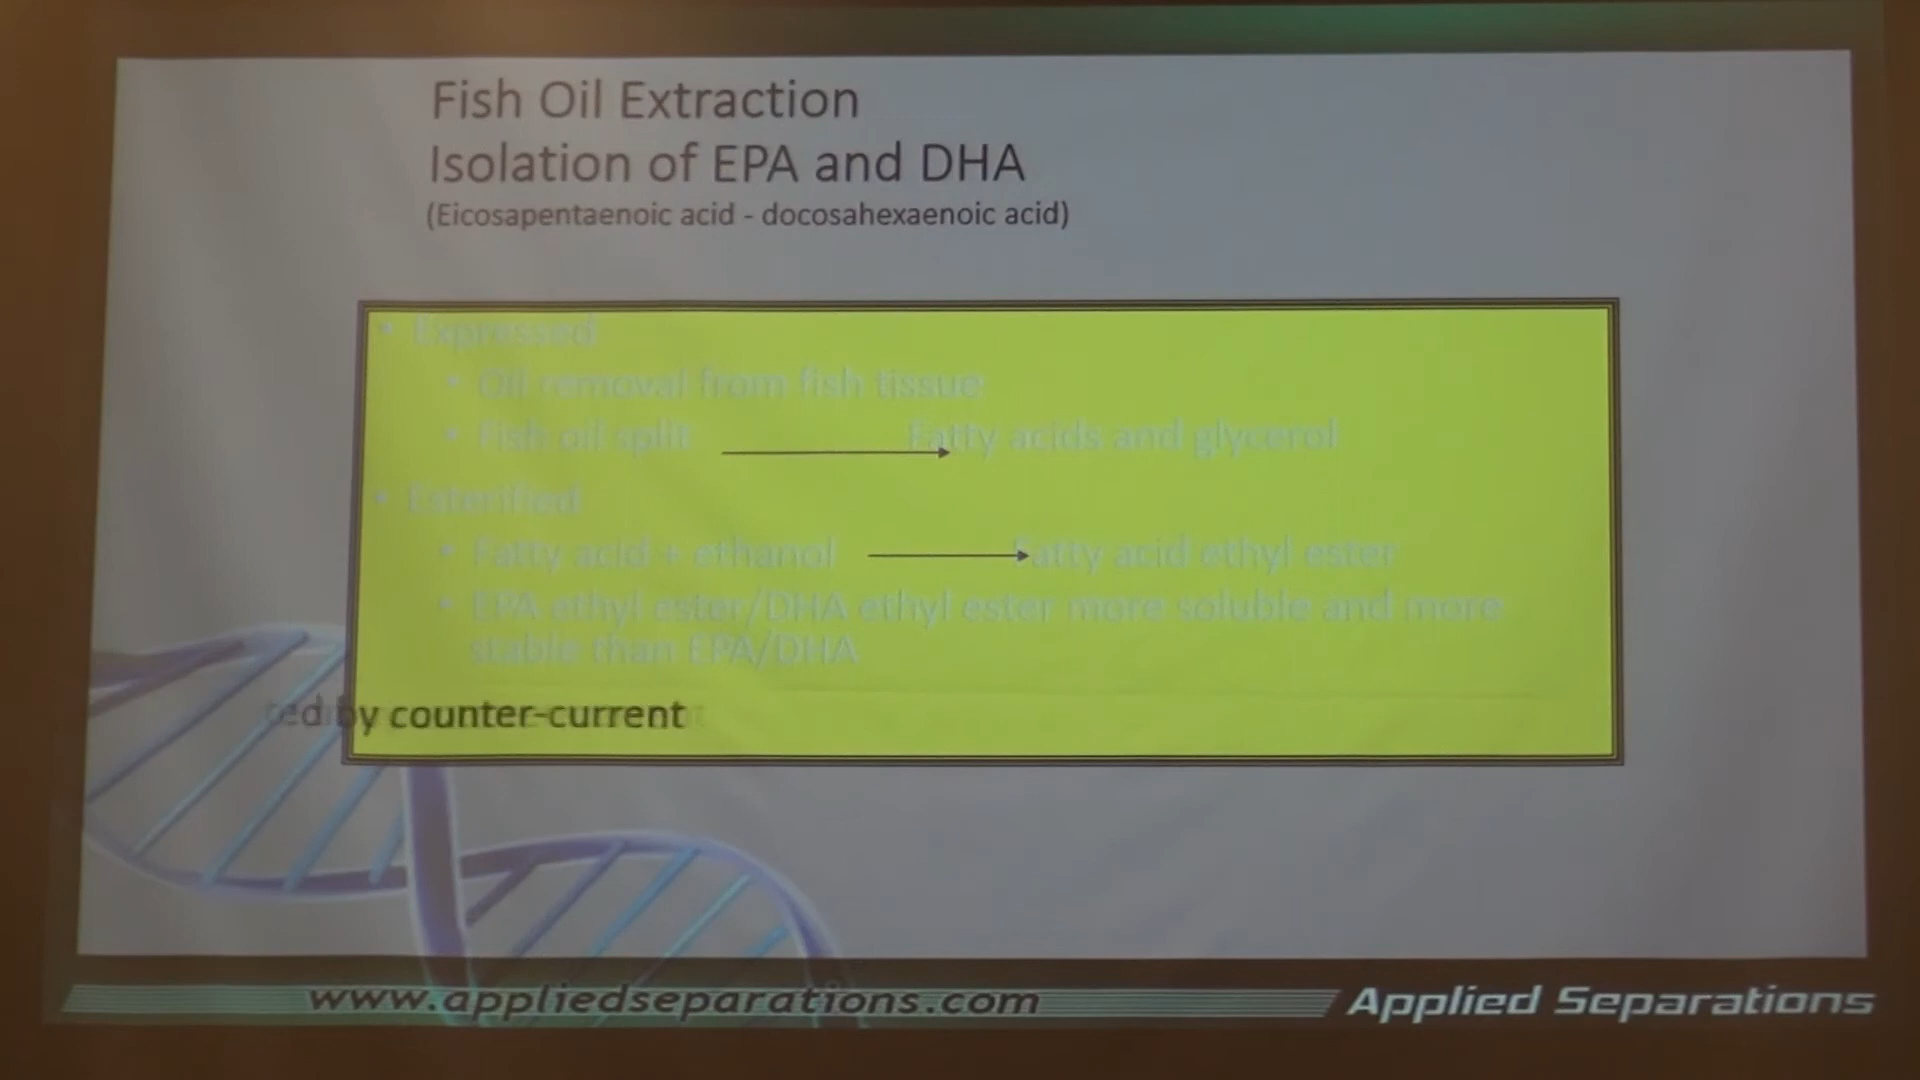 Fish Oil Extraction
Isolation of EPA and DHA
(Eicosapentaenoic acid - docosahexaenoic acid)
• Expressed
• Oil removal from fish tissue
• Fish oil split Fatty acids and glycerol
• Esterified
• Fatty acid + ethanol Fatty acid ethyl ester
• EPA ethyl ester/DHA ethyl ester more soluble and more
stable than EPA/DHA
by counter-current
www.appliedseparations.com Applied Separations